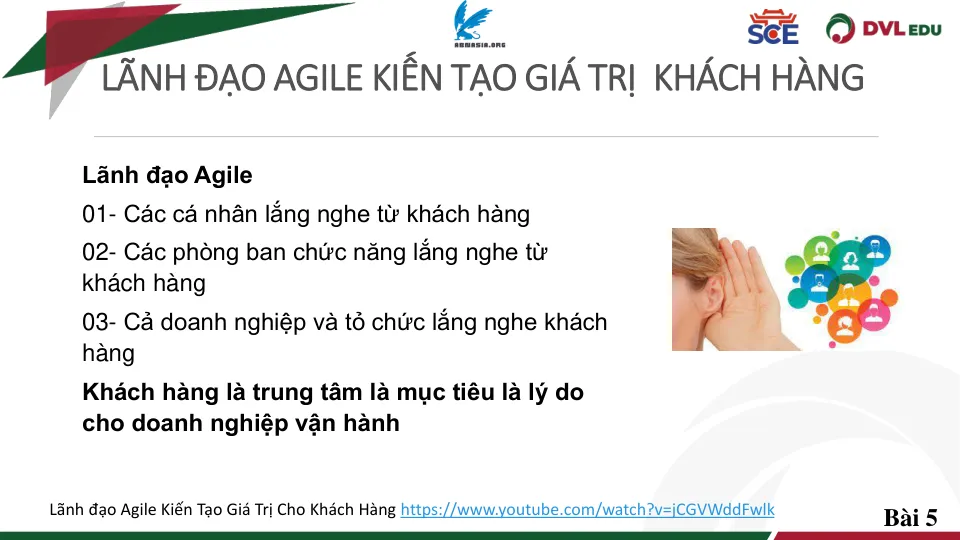 ARMASIA.ORG
SCE
DVL EDU
LÃNH ĐẠO AGILE KIẾN TẠO GIÁ TRỊ KHÁCH HÀNG
Lãnh đạo Agile
01- Các cá nhân lắng nghe từ khách hàng
02- Các phòng ban chức năng lắng nghe từ
khách hàng
03- Cả doanh nghiệp và tỏ chức lắng nghe khách
hàng
Khách hàng là trung tâm là mục tiêu là lý do
cho doanh nghiệp vận hành
Lãnh đạo Agile Kiến Tạo Giá Trị Cho Khách Hàng https://www.youtube.com/watch?v=jCGVWddFwlk
Bài 5